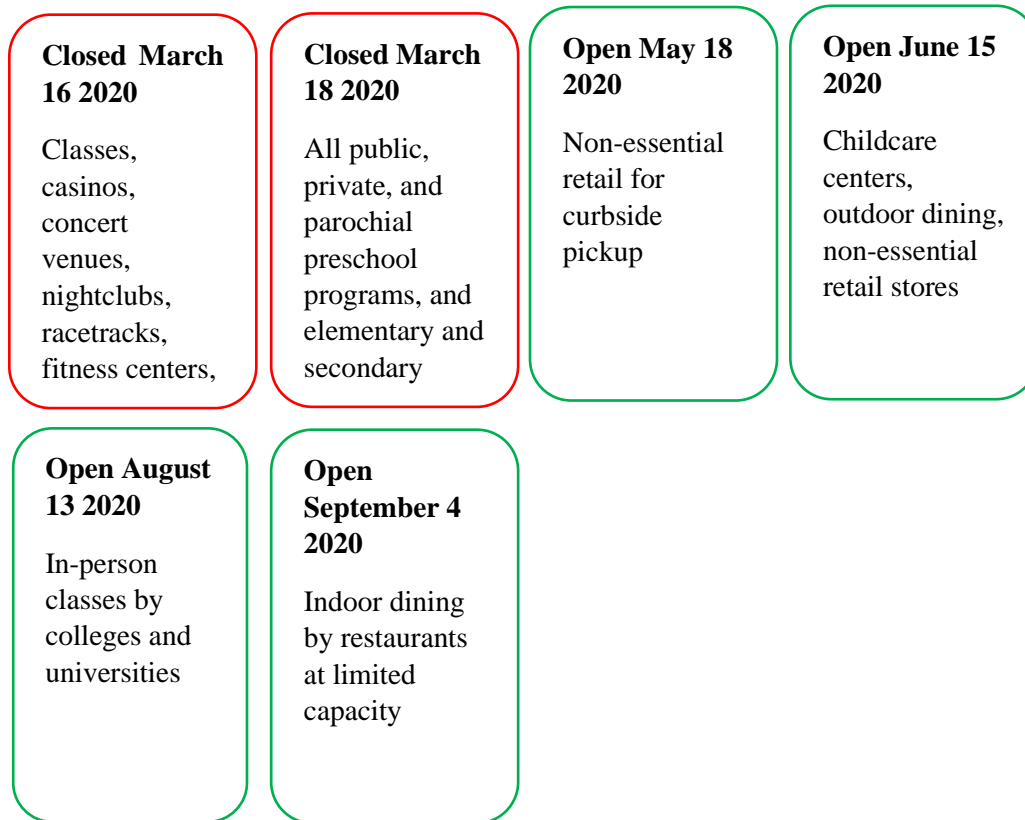 Closed March
16 2020
Classes,
casinos,
concert
venues,
nightclubs,
racetracks,
fitness centers,
Closed March
18 2020
All public,
private, and
parochial
preschool
programs, and
elementary and
secondary
Open May 18
2020
Non-essential
retail for
curbside
pickup
Open June 15
2020
Childcare
centers,
outdoor dining,
non-essential
retail stores
Open August
13 2020
In-person
classes by
colleges and
universities
Open
September 4
2020
Indoor dining
by restaurants
at limited
capacity